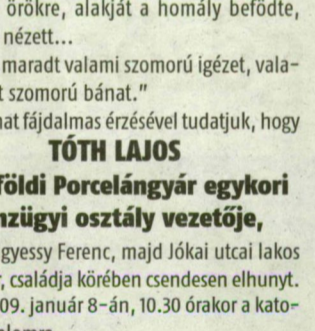 örökre, alakját a homály befödte,
nézett...
maradt valami szomorú igézet, vala-
t szomorú bánat."
nat fájdalmas érzésével tudatjuk, hogy
TÓTH LAJOS
földi Porcelángyár egykori
nzügyi osztály vezetője,
gyessy Ferenc, majd Jókai utcai lakos
, családja körében csendesen elhunyt.
09. január 8-án, 10.30 órakor a kato-